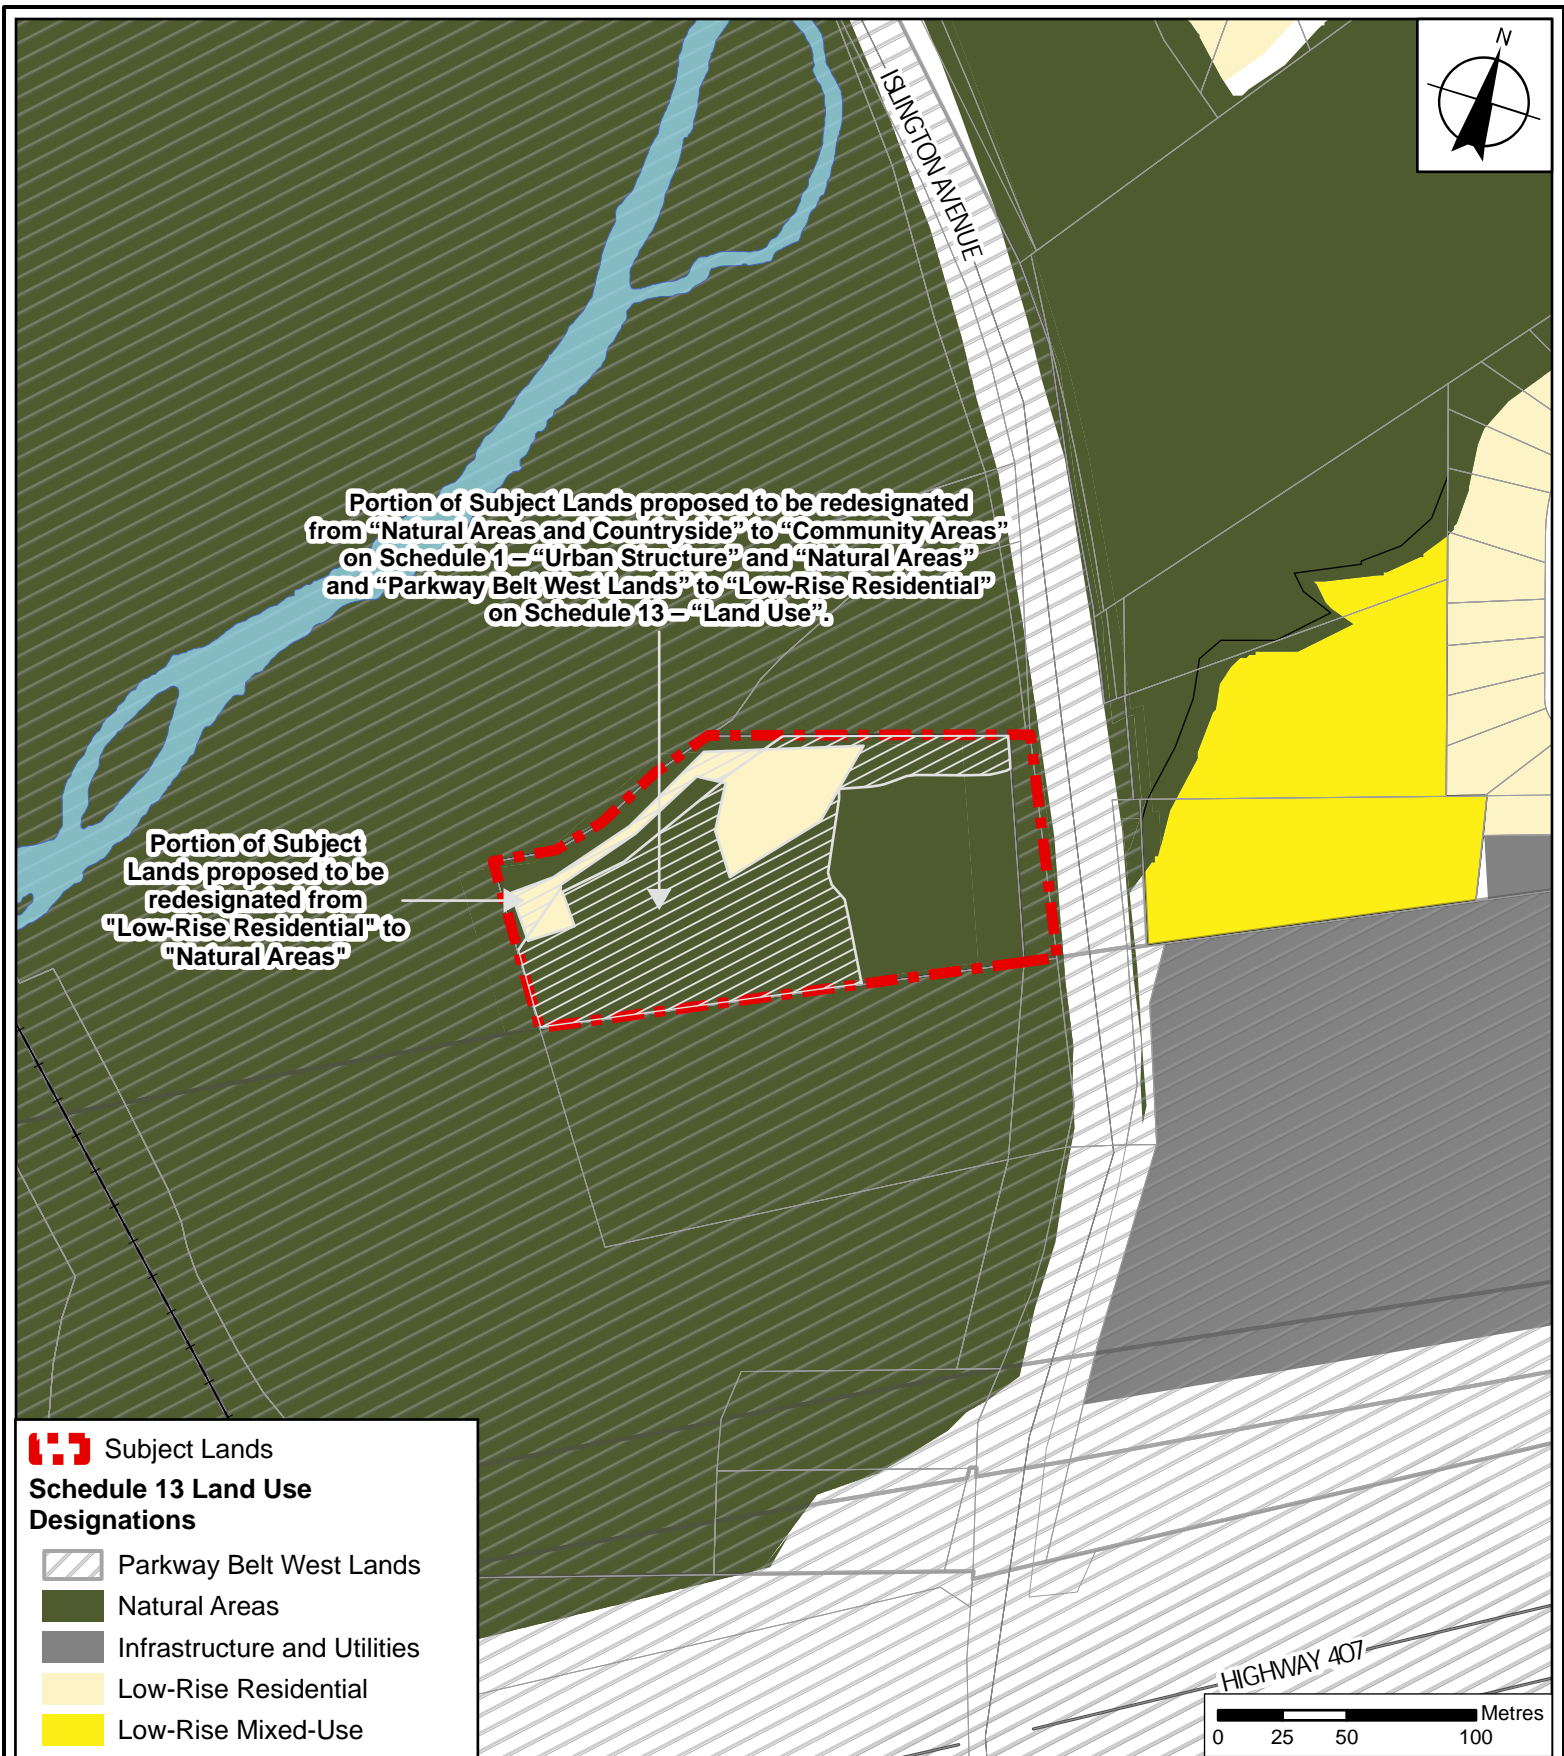 N
ISLINGTON AVENUE
Portion of Subject Lands proposed to be redesignated
from “Natural Areas and Countryside” to “Community Areas”
on Schedule 1 – “Urban Structure” and “Natural Areas”
and “Parkway Belt West Lands” to “Low-Rise Residential”
on Schedule 13 – “Land Use”.
Portion of Subject
Lands proposed to be
redesignated from
"Low-Rise Residential" to
"Natural Areas"
Subject Lands
Schedule 13 Land Use
Designations
Parkway Belt West Lands
Natural Areas
Infrastructure and Utilities
Low-Rise Residential
Low-Rise Mixed-Use
HIGHWAY 407
Metres
0 25 50 100